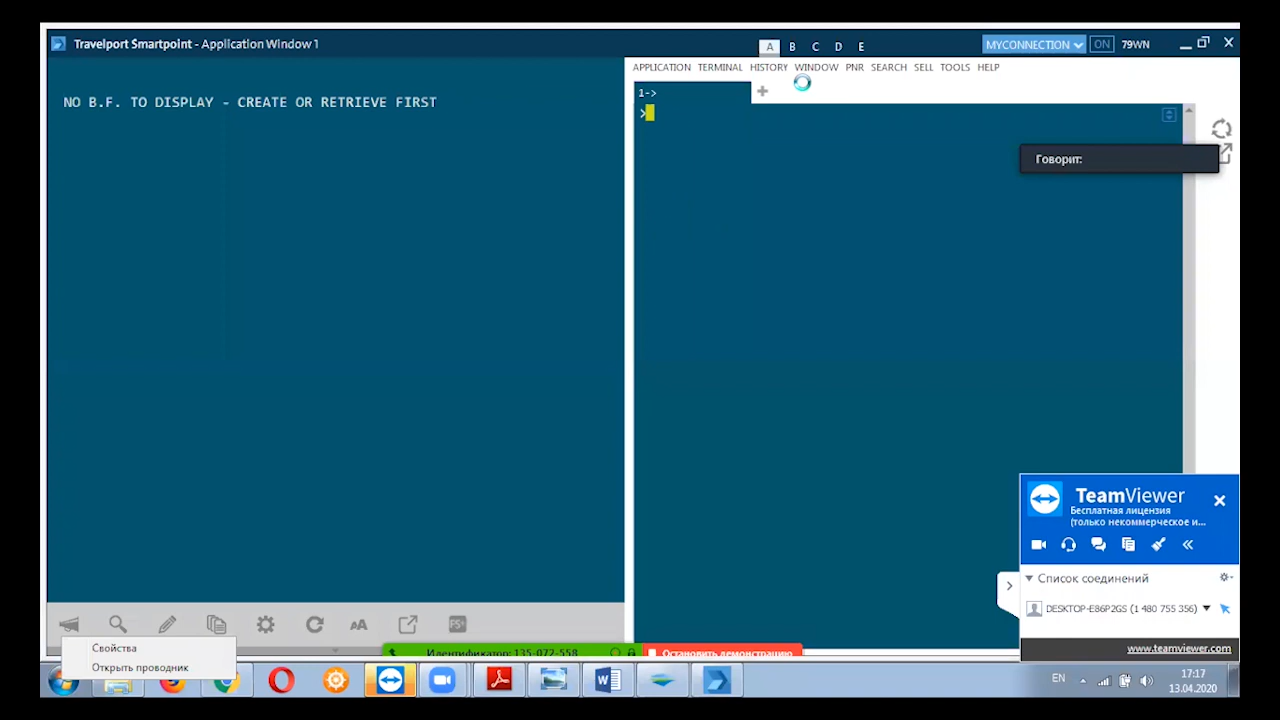 Travelport Smartpoint - Application Window 1
A B C D E
MYCONNECTION ON 79WN
APPLICATION TERMINAL HISTORY WINDOW PNR SEARCH SELL TOOLS HELP
NO B.F. TO DISPLAY - CREATE OR RETRIEVE FIRST
1->
>
Говорит:
TeamViewer
Бесплатная лицензия
(только некоммерческое и...
Список соединений
DESKTOP-E86P2GS (1 480 755 356)
www.teamviewer.com
AA
PS+
Свойства
Открыть проводник
Идентификатор: 135-072-558
Остановить демонстрацию
EN
17:17
13.04.2020